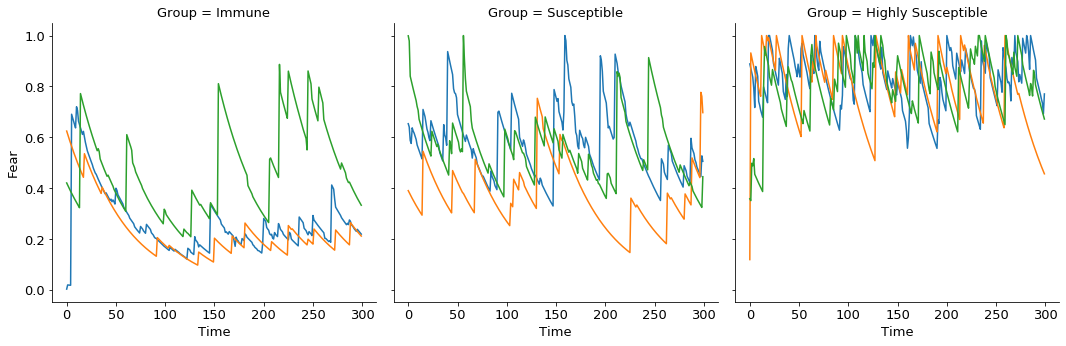 Group = Immune
Group = Susceptible
Group = Highly Susceptible
Fear
1.0
0.8
0.6
0.4
0.2
0.0
0 50 100 150 200 250 300
0 50 100 150 200 250 300
0 50 100 150 200 250 300
Time
Time
Time